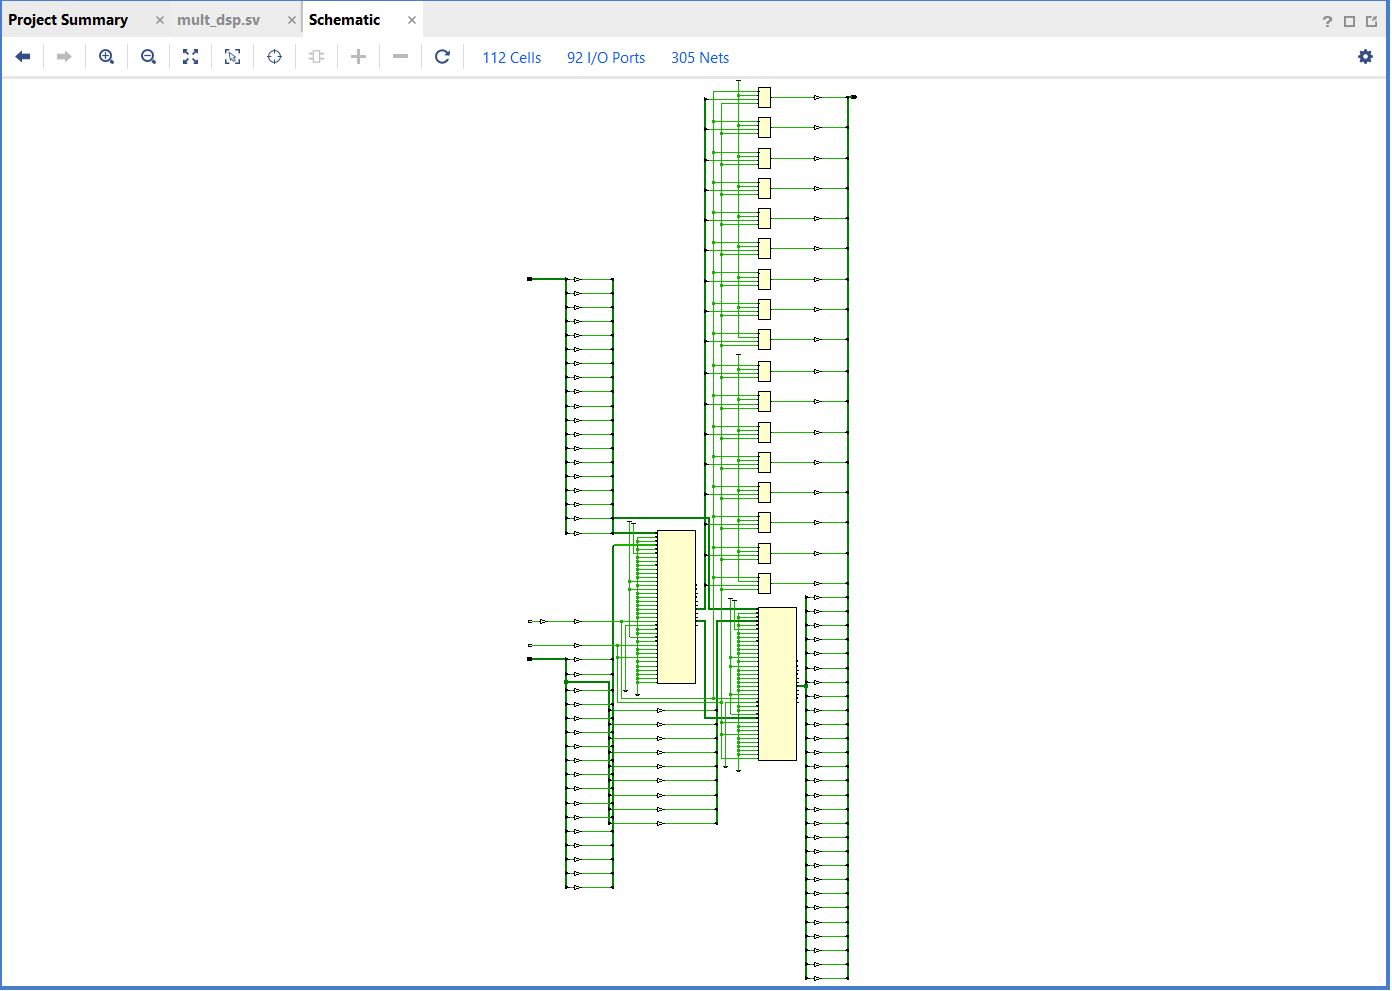 Project Summary × mult_dsp.sv × Schematic × ?
112 Cells 92 I/O Ports 305 Nets